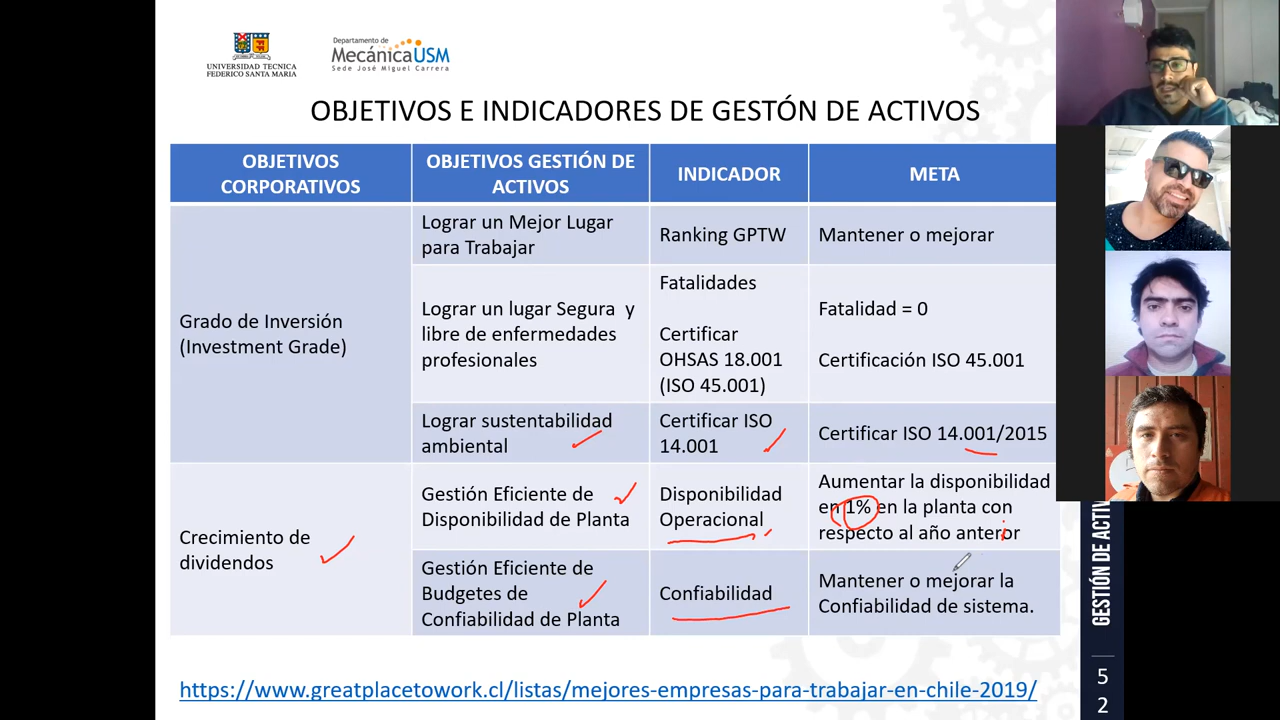 UNIVERSIDAD TECNICA
FEDERICO SANTA MARIA
Departamento de
MecánicaUSM
Sede José Miguel Carrera
OBJETIVOS E INDICADORES DE GESTÓN DE ACTIVOS
OBJETIVOS
CORPORATIVOS
OBJETIVOS GESTIÓN DE
ACTIVOS
INDICADOR
META
Grado de Inversión
(Investment Grade)
Lograr un Mejor Lugar
para Trabajar
Ranking GPTW
Mantener o mejorar
Lograr un lugar Segura y
libre de enfermedades
profesionales
Fatalidades
Certificar
OHSAS 18.001
(ISO 45.001)
Fatalidad = 0
Certificación ISO 45.001
Lograr sustentabilidad
ambiental
Certificar ISO
14.001
Certificar ISO 14.001/2015
Crecimiento de
dividendos
Gestión Eficiente de
Disponibilidad de Planta
Disponibilidad
Operacional
Aumentar la disponibilidad
en 1% en la planta con
respecto al año anteror
Gestión Eficiente de
Budgetes de
Confiabilidad de Planta
Confiabilidad
Mantener o mejorar la
Confiabilidad de sistema.
https://www.greatplacetowork.cl/listas/mejores-empresas-para-trabajar-en-chile-2019/
GESTIÓN DE ACTIV
5
2